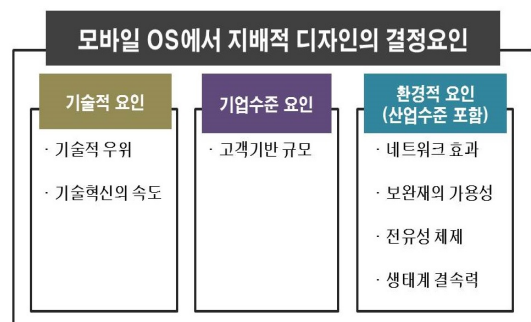 모바일 OS에서 지배적 디자인의 결정요인
기술적 요인
· 기술적 우위
· 기술혁신의 속도
기업수준 요인
· 고객기반 규모
환경적 요인
(산업수준 포함)
· 네트워크 효과
· 보완재의 가용성
· 전유성 체제
· 생태계 결속력